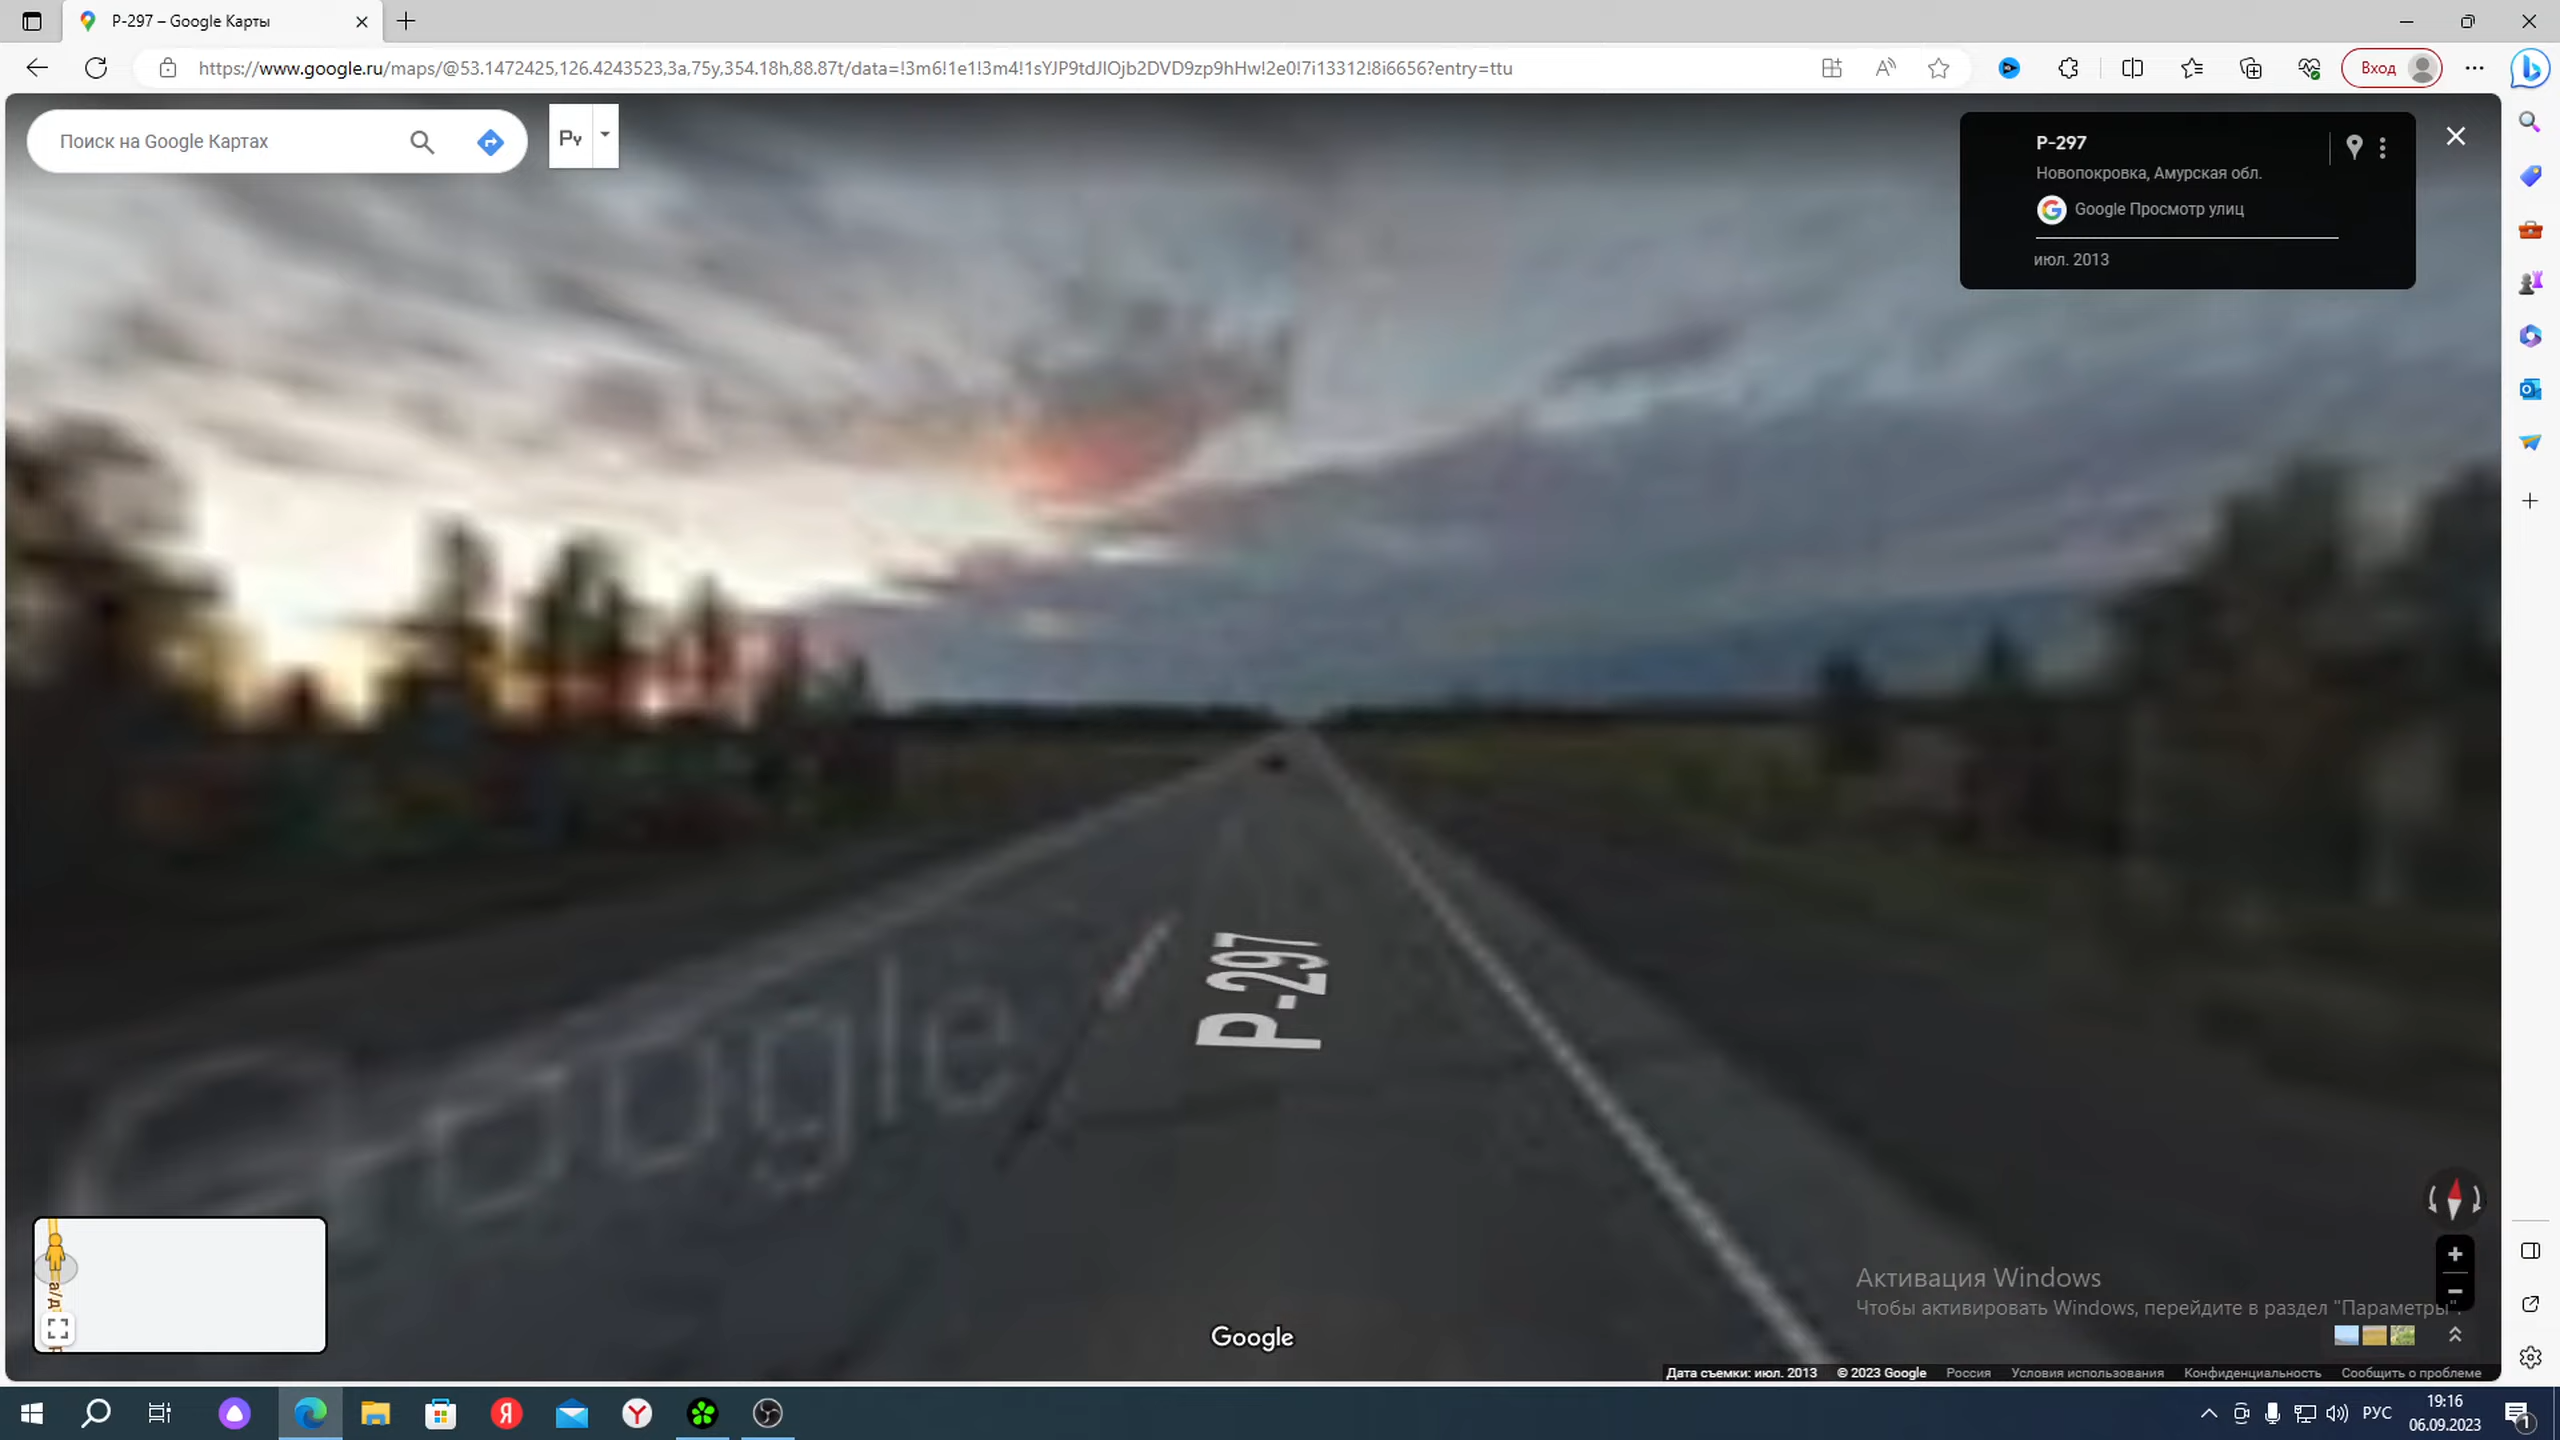 P-297 – Google Карты
https://www.google.ru/maps/@53.1472425,126.4243523,3a,75y,354.18h,88.87t/data=!3m6!1e1!3m4!1sYJP9tdJlOjb2DVD9zp9hHw!2e0!7i13312!8i6656?entry=ttu
Вход
Поиск на Google Картах
Ру
P-297
Новопокровка, Амурская обл.
Google Просмотр улиц
июл. 2013
P-297
Google
а/д
Google
Активация Windows
Чтобы активировать Windows, перейдите в раздел "Параметры".
Дата съемки: июл. 2013 © 2023 Google Россия Условия использования Конфиденциальность Сообщить о проблеме
РУС
19:16
06.09.2023
1